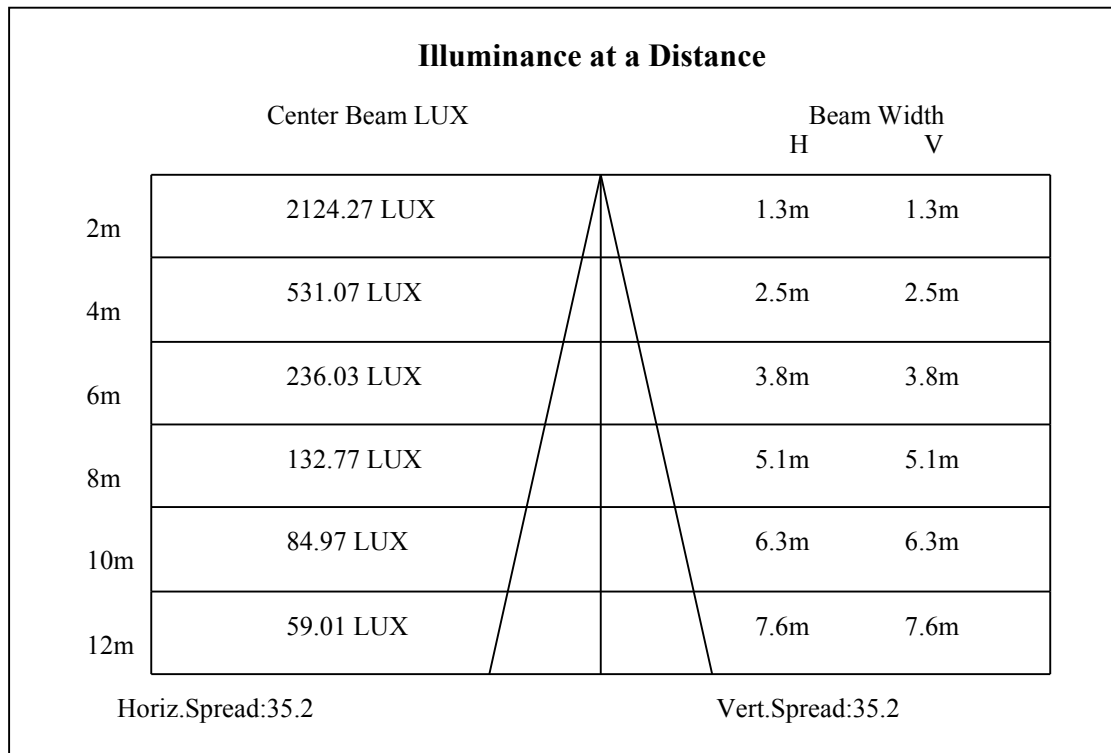 Illuminance at a Distance
Center Beam LUX Beam Width
H V
2m 2124.27 LUX 1.3m 1.3m
4m 531.07 LUX 2.5m 2.5m
6m 236.03 LUX 3.8m 3.8m
8m 132.77 LUX 5.1m 5.1m
10m 84.97 LUX 6.3m 6.3m
12m 59.01 LUX 7.6m 7.6m
Horiz.Spread:35.2 Vert.Spread:35.2